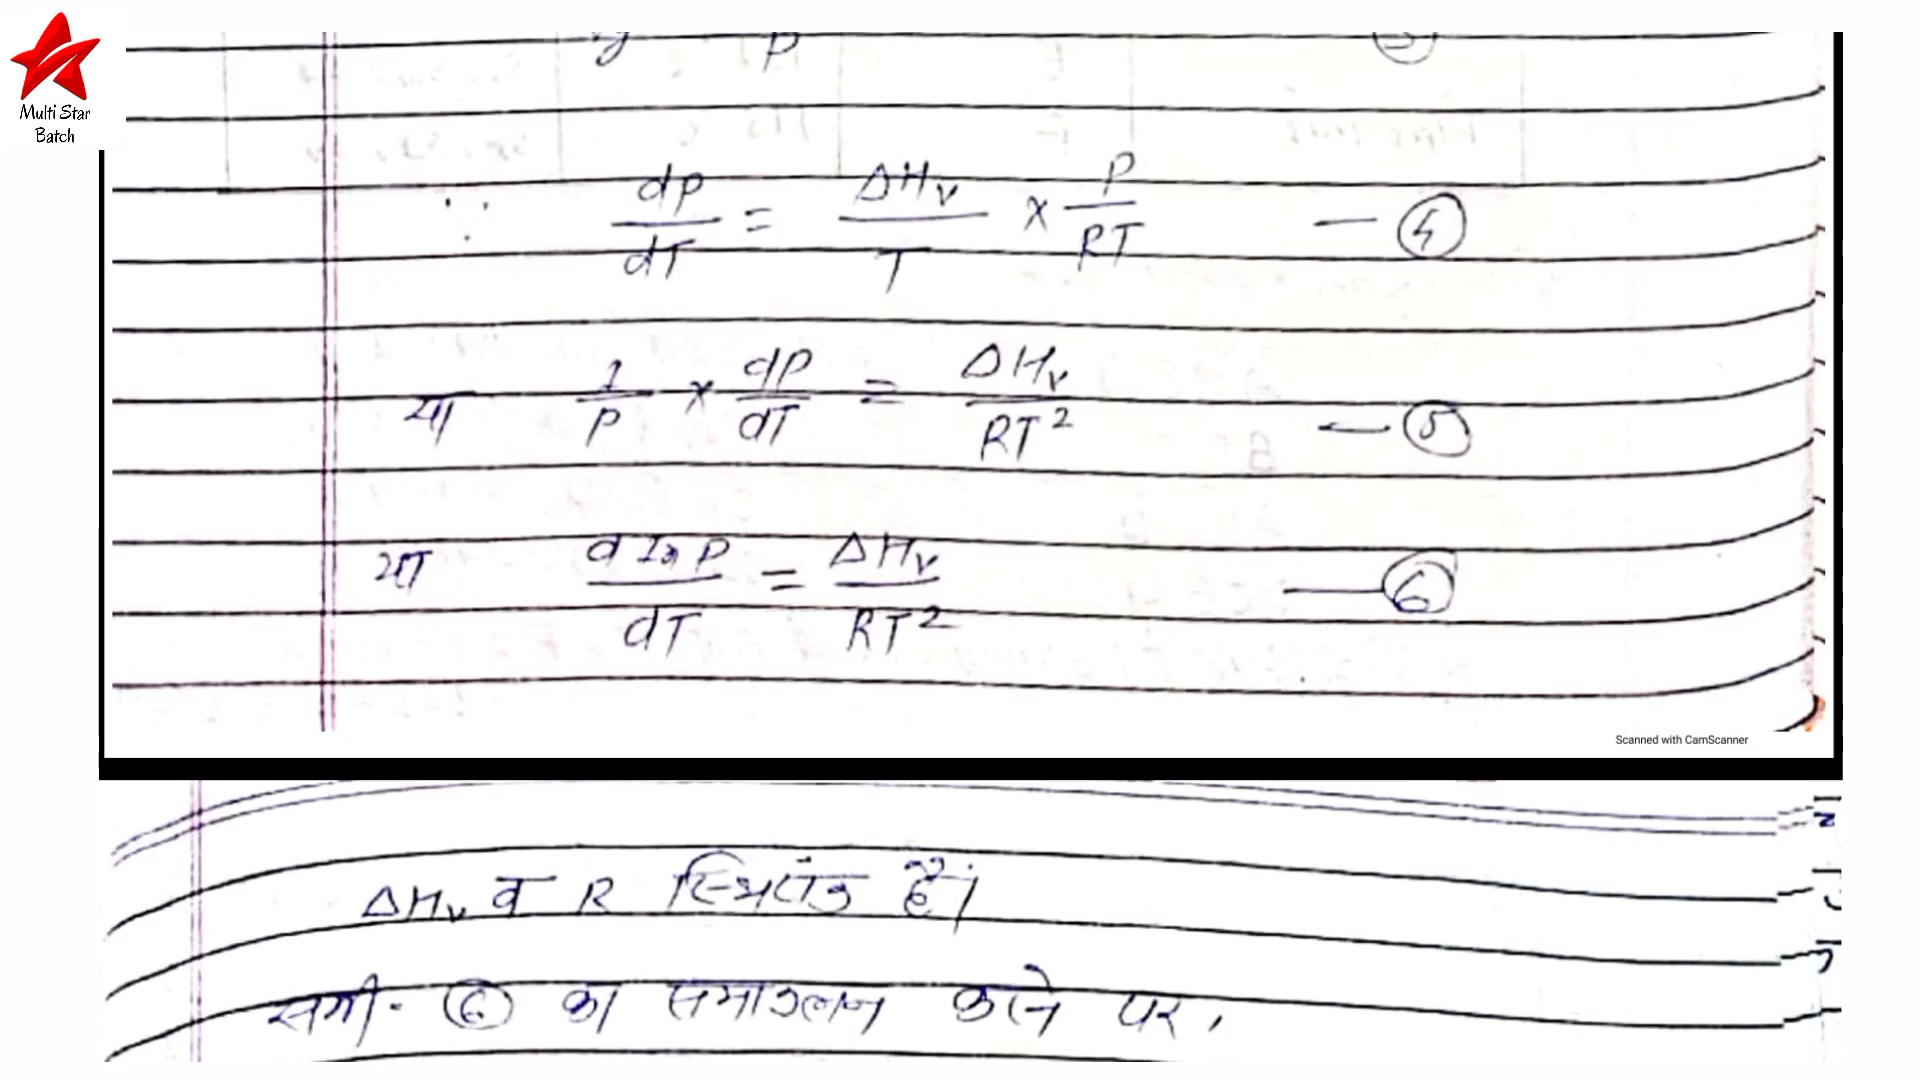 Multi Star
Batch
P
∵ dP/dT = ΔHv/T × P/RT — ④
या 1/P × dP/dT = ΔHv/RT² — ⑤
या d ln P/dT = ΔHv/RT² — ⑥
Scanned with CamScanner
ΔHv व R स्थिरांक है।
समी. ⑥ का समाकलन करने पर,